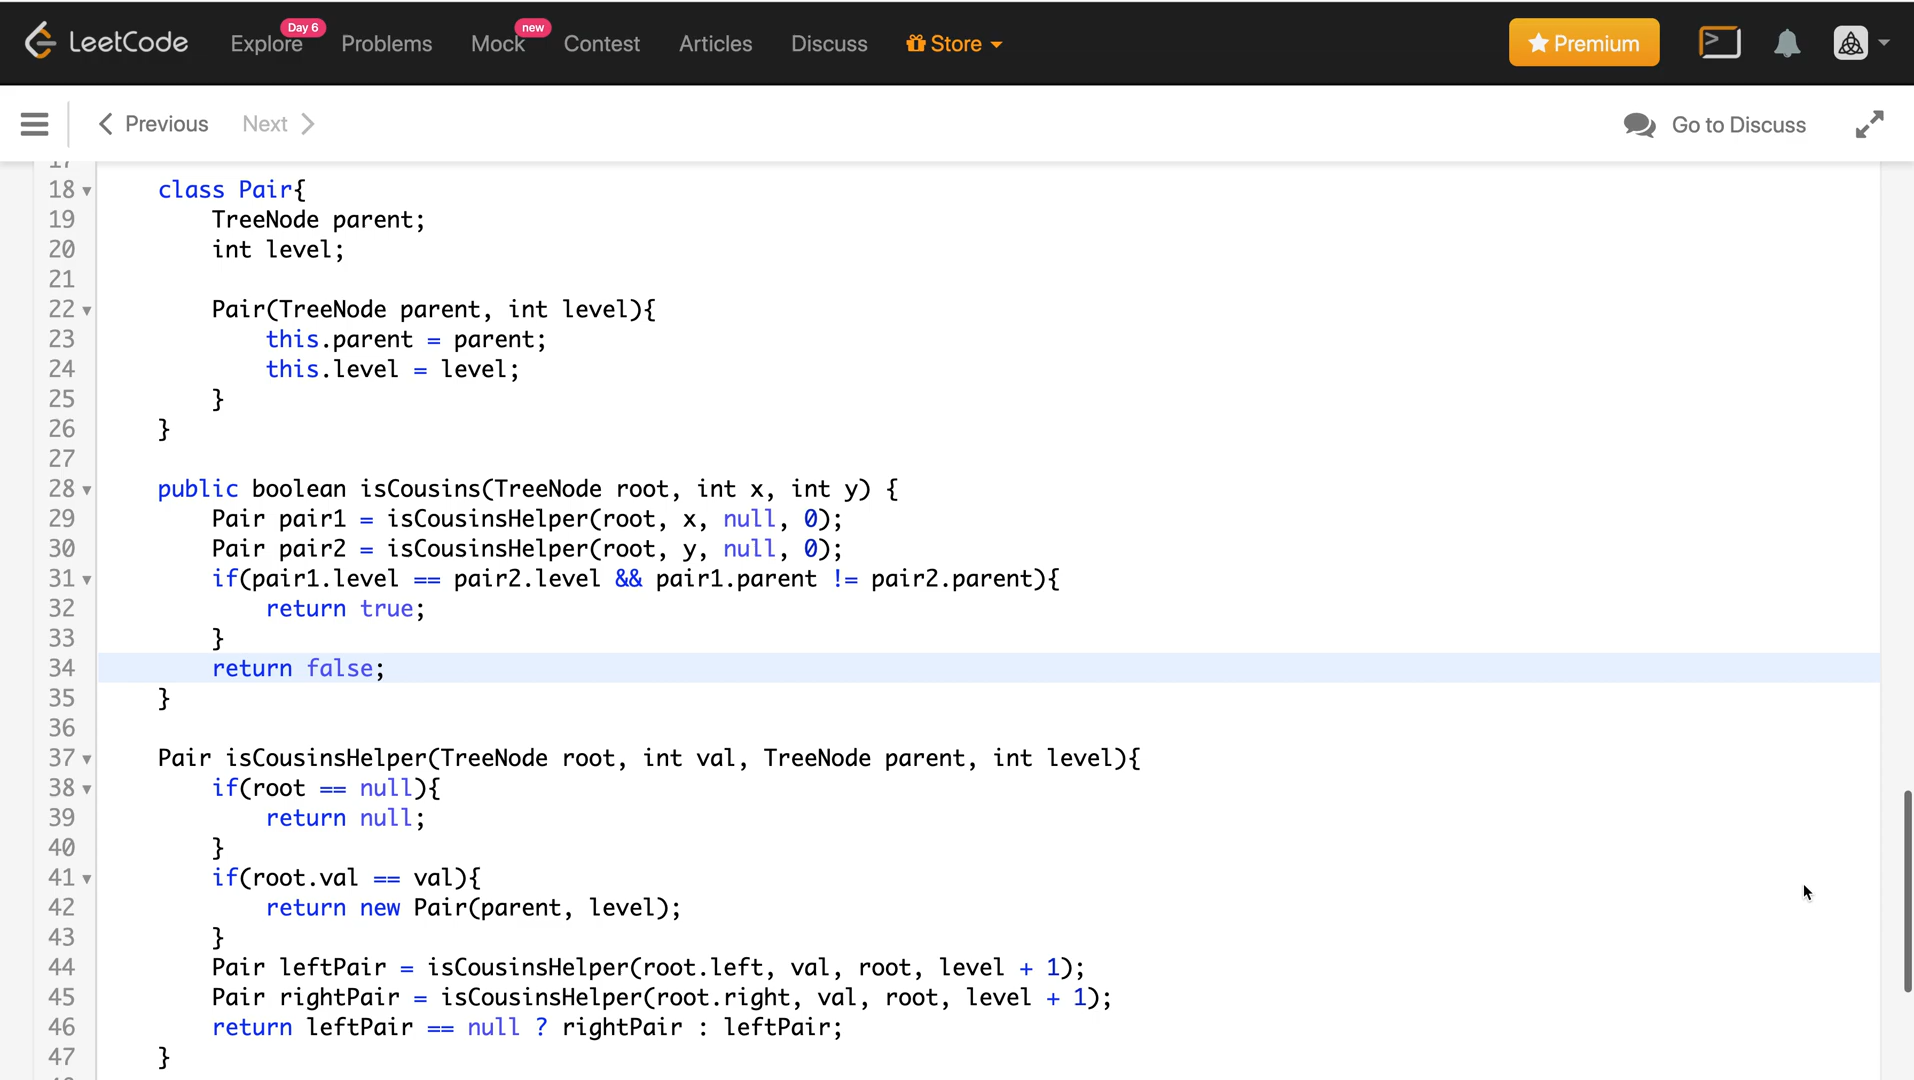 LeetCode Explore Day 6 Problems Mock new Contest Articles Discuss Store Premium
Previous Next Go to Discuss
17
18 class Pair{
19 TreeNode parent;
20 int level;
21
22 Pair(TreeNode parent, int level){
23 this.parent = parent;
24 this.level = level;
25 }
26 }
27
28 public boolean isCousins(TreeNode root, int x, int y) {
29 Pair pair1 = isCousinsHelper(root, x, null, 0);
30 Pair pair2 = isCousinsHelper(root, y, null, 0);
31 if(pair1.level == pair2.level && pair1.parent != pair2.parent){
32 return true;
33 }
34 return false;
35 }
36
37 Pair isCousinsHelper(TreeNode root, int val, TreeNode parent, int level){
38 if(root == null){
39 return null;
40 }
41 if(root.val == val){
42 return new Pair(parent, level);
43 }
44 Pair leftPair = isCousinsHelper(root.left, val, root, level + 1);
45 Pair rightPair = isCousinsHelper(root.right, val, root, level + 1);
46 return leftPair == null ? rightPair : leftPair;
47 }